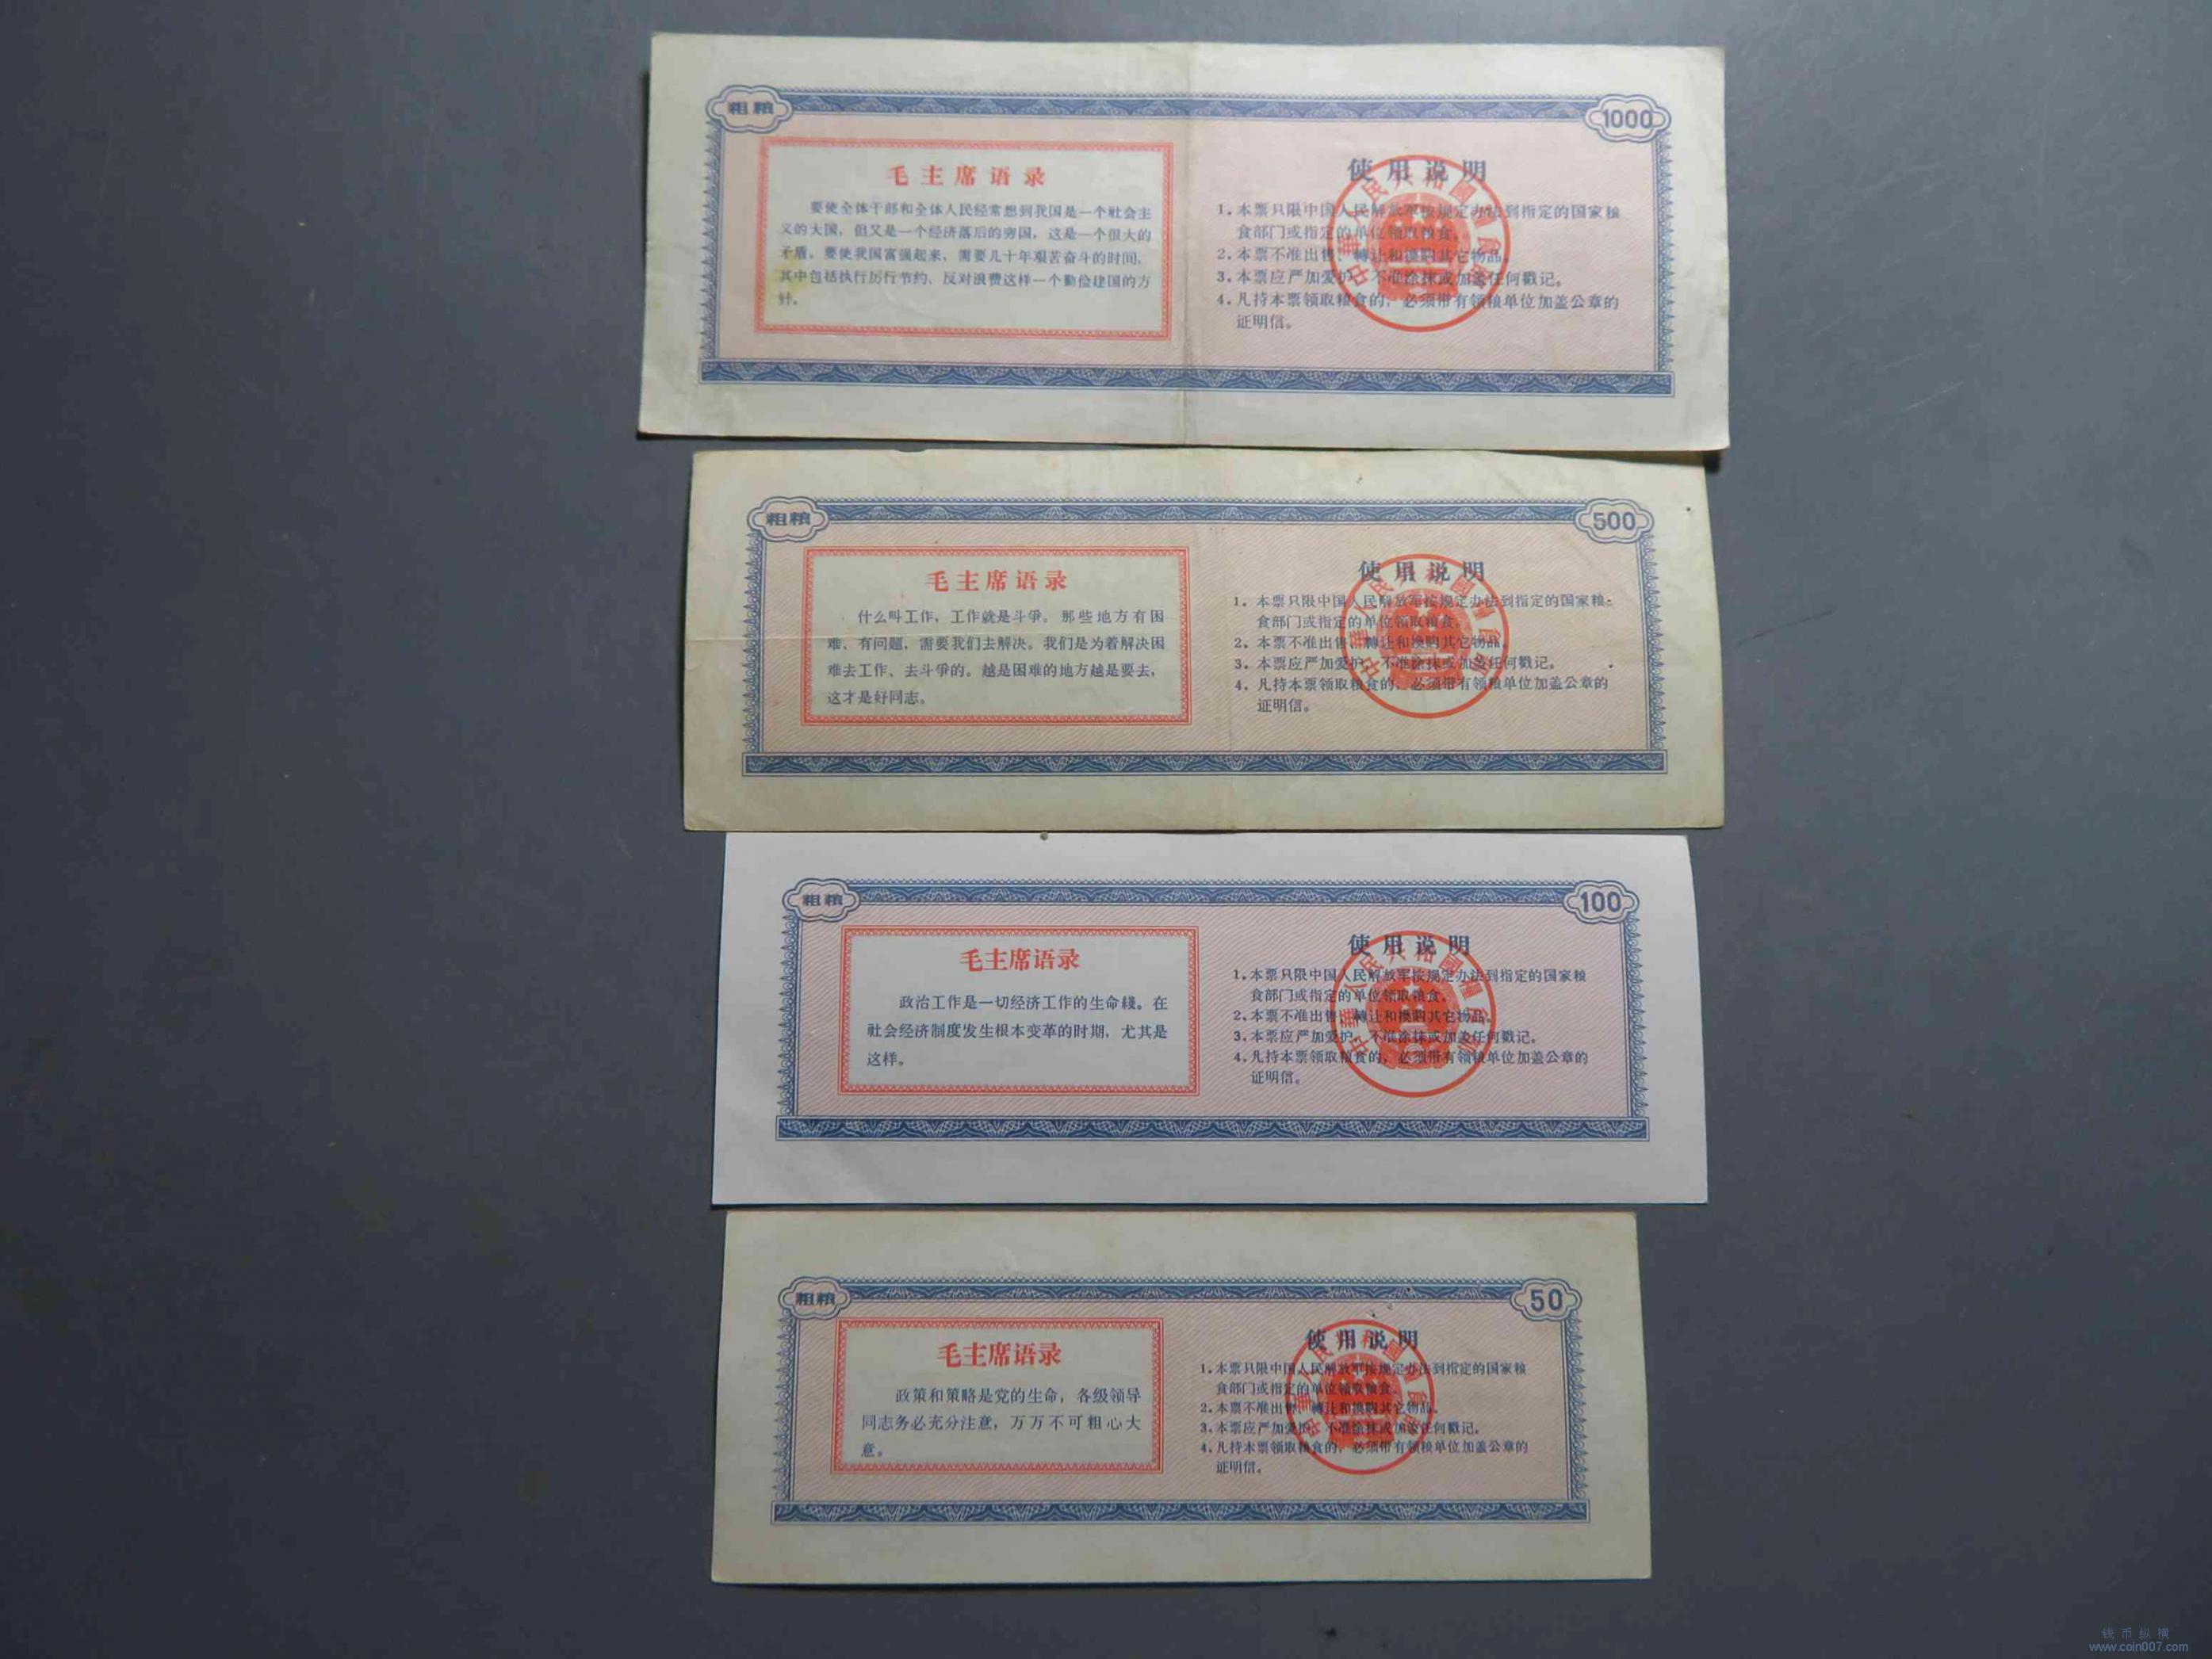 粗粮
1000
毛主席语录
要使全体干部和全体人民经常想到我国是一个社会主
义的大国，但又是一个经济落后的穷国，这是一个很大的
矛盾。要使我国富强起来，需要几十年艰苦奋斗的时间，
其中包括执行厉行节约、反对浪费这样一个勤俭建国的方
针。
使用说明
1、本票只限中国人民解放军按规定办法到指定的国家粮
食部门或指定的单位领取粮食。
2、本票不准出售、轉让和换购其它物品。
3、本票应严加爱护，不准涂抹或加盖任何戳记。
4、凡持本票领取粮食的，必须带有领粮单位加盖公章的
证明信。
粗粮
500
毛主席语录
什么叫工作，工作就是斗爭。那些地方有困
难、有问题，需要我们去解决。我们是为着解决困
难去工作、去斗爭的。越是困难的地方越是要去，
这才是好同志。
使用说明
1、本票只限中国人民解放军按规定办法到指定的国家粮
食部门或指定的单位领取粮食。
2、本票不准出售、轉让和换购其它物品。
3、本票应严加爱护，不准涂抹或加盖任何戳记。
4、凡持本票领取粮食的，必须带有领粮单位加盖公章的
证明信。
粗粮
100
毛主席语录
政治工作是一切经济工作的生命綫。在
社会经济制度发生根本变革的时期，尤其是
这样。
使用说明
1、本票只限中国人民解放军按规定办法到指定的国家粮
食部门或指定的单位领取粮食。
2、本票不准出售、轉让和换购其它物品。
3、本票应严加爱护，不准涂抹或加盖任何戳记。
4、凡持本票领取粮食的，必须带有领粮单位加盖公章的
证明信。
粗粮
50
毛主席语录
政策和策略是党的生命，各级领导
同志务必充分注意，万万不可粗心大
意。
使用说明
1、本票只限中国人民解放军按规定办法到指定的国家粮
食部门或指定的单位领取粮食。
2、本票不准出售、轉让和换购其它物品。
3、本票应严加爱护，不准涂抹或加盖任何戳记。
4、凡持本票领取粮食的，必须带有领粮单位加盖公章的
证明信。
钱币纵横
www.coin007.com